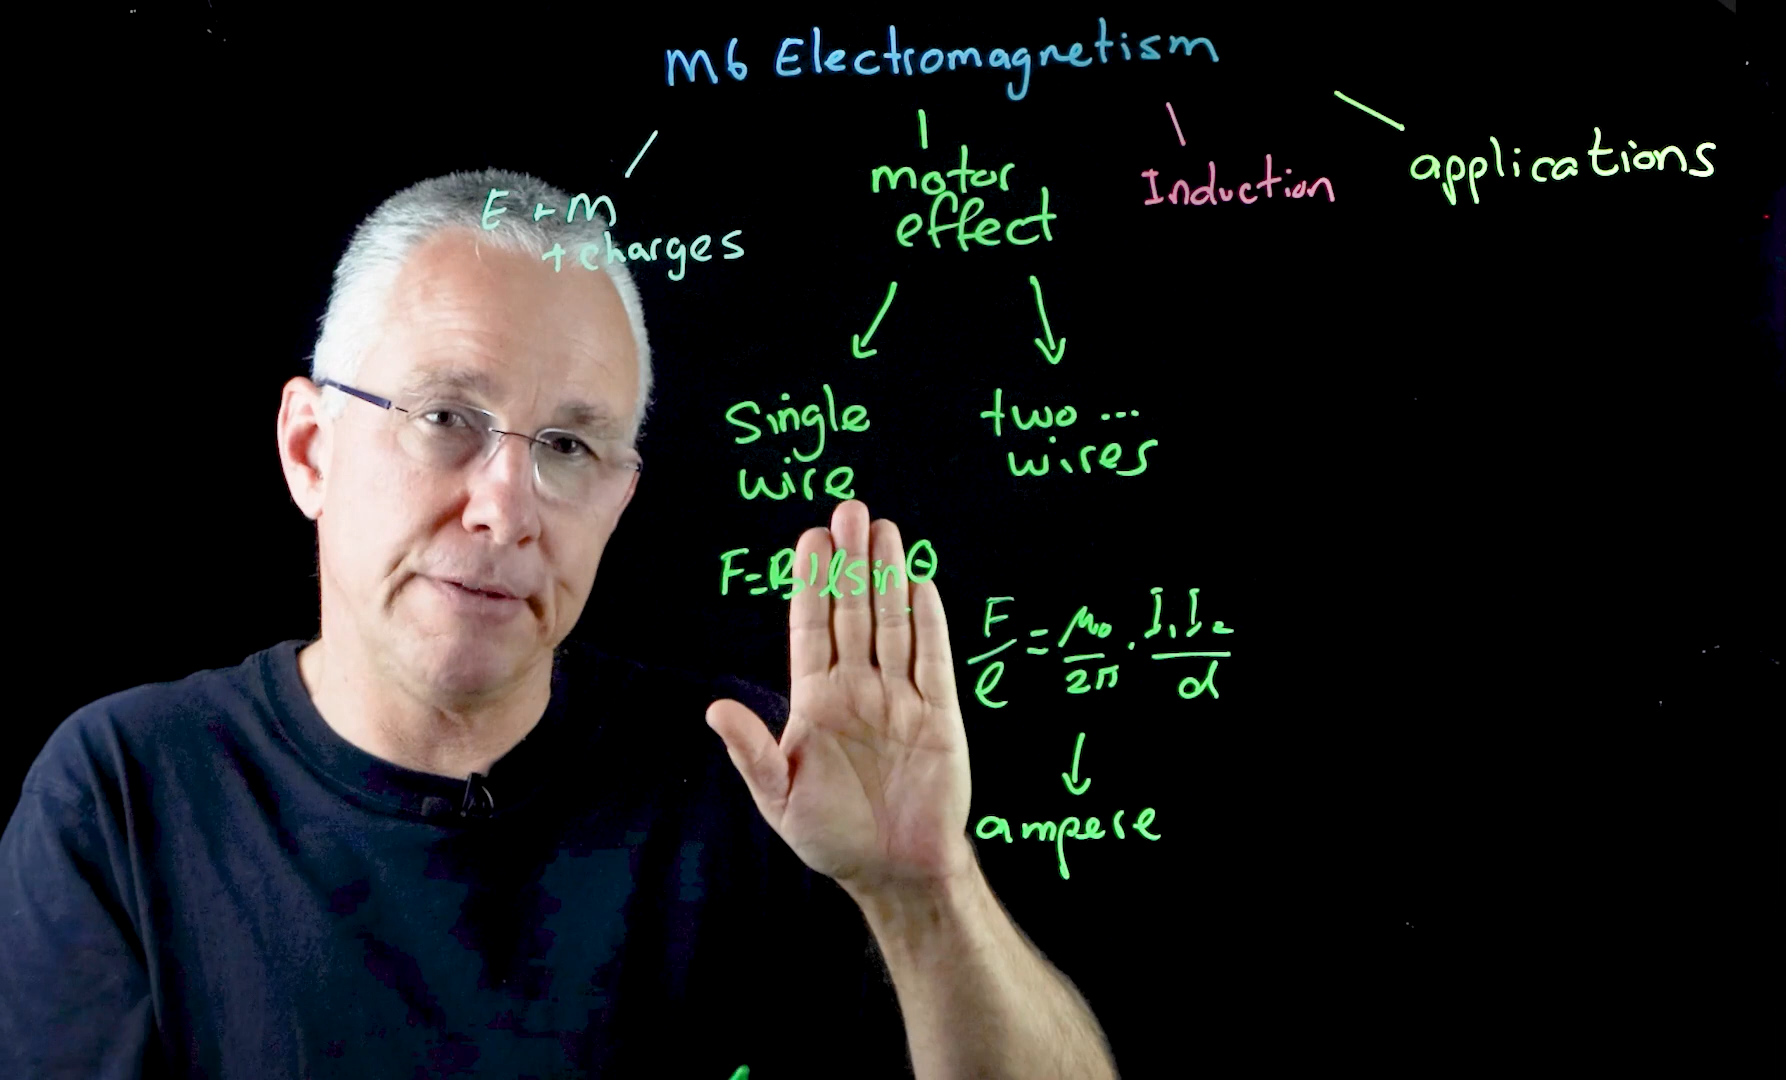 M6 Electromagnetism
E + M
+ charges
motor
effect
Induction
applications
Single
wire
two ...
wires
F=BIlsinθ
F/l = μ₀/2π · I₁I₂/d
ampere